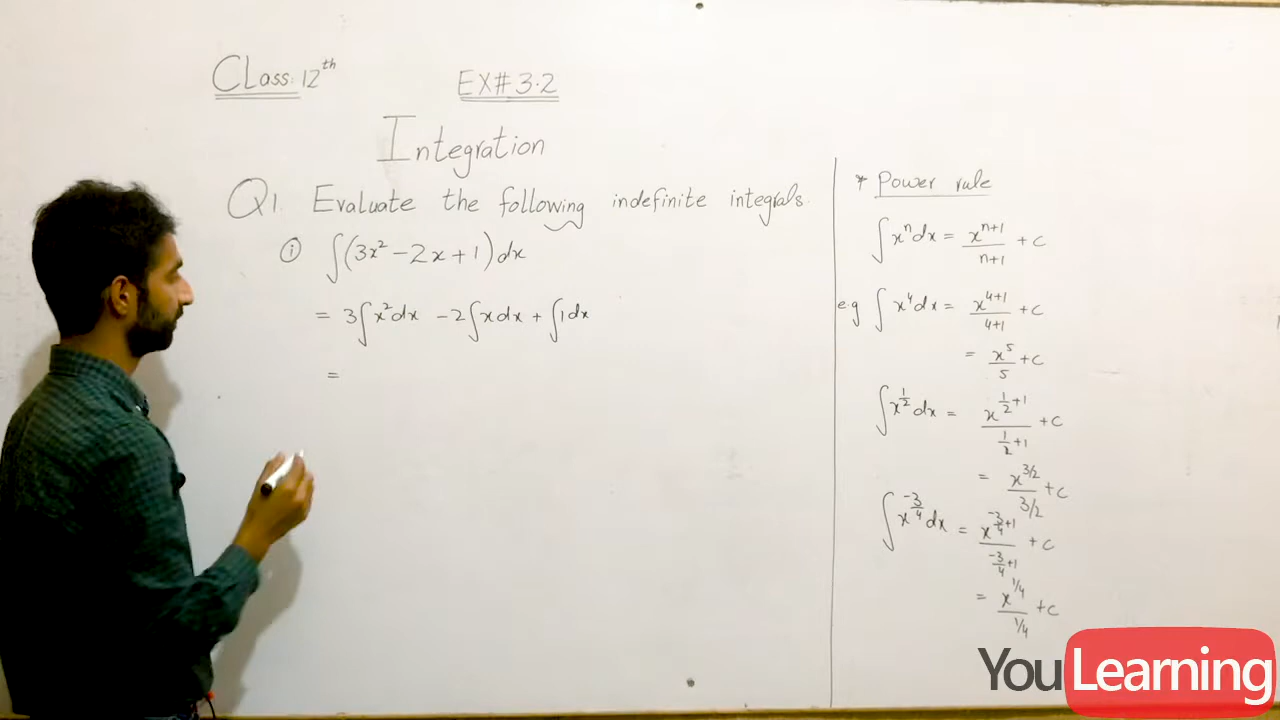 CLass: 12th
EX# 3.2
Integration
Q1. Evaluate the following indefinite integrals.
① ∫(3x² - 2x + 1) dx
= 3∫x²dx - 2∫xdx + ∫1dx
=
* Power rule
∫xⁿdx = xⁿ⁺¹/n+1 + c
e.g ∫x⁴dx = x⁴⁺¹/4+1 + c
= x⁵/5 + c
∫x^(1/2) dx = x^(1/2+1)/(1/2+1) + c
= x^(3/2)/(3/2) + c
∫x^(-3/4) dx = x^(-3/4+1)/(-3/4+1) + c
= x^(1/4)/(1/4) + c
YouLearning